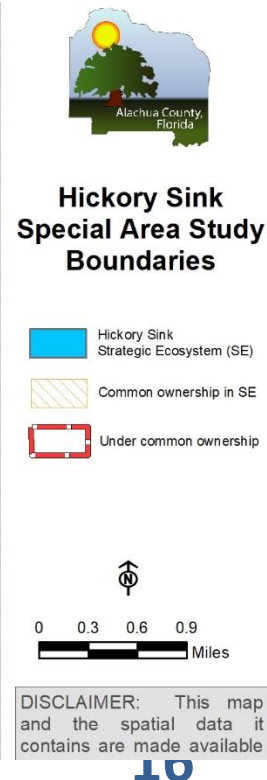 Alachua County,
Florida
Hickory Sink
Special Area Study
Boundaries
Hickory Sink
Strategic Ecosystem (SE)
Common ownership in SE
Under common ownership
N
0 0.3 0.6 0.9
Miles
DISCLAIMER: This map
and the spatial data it
contains are made available
16